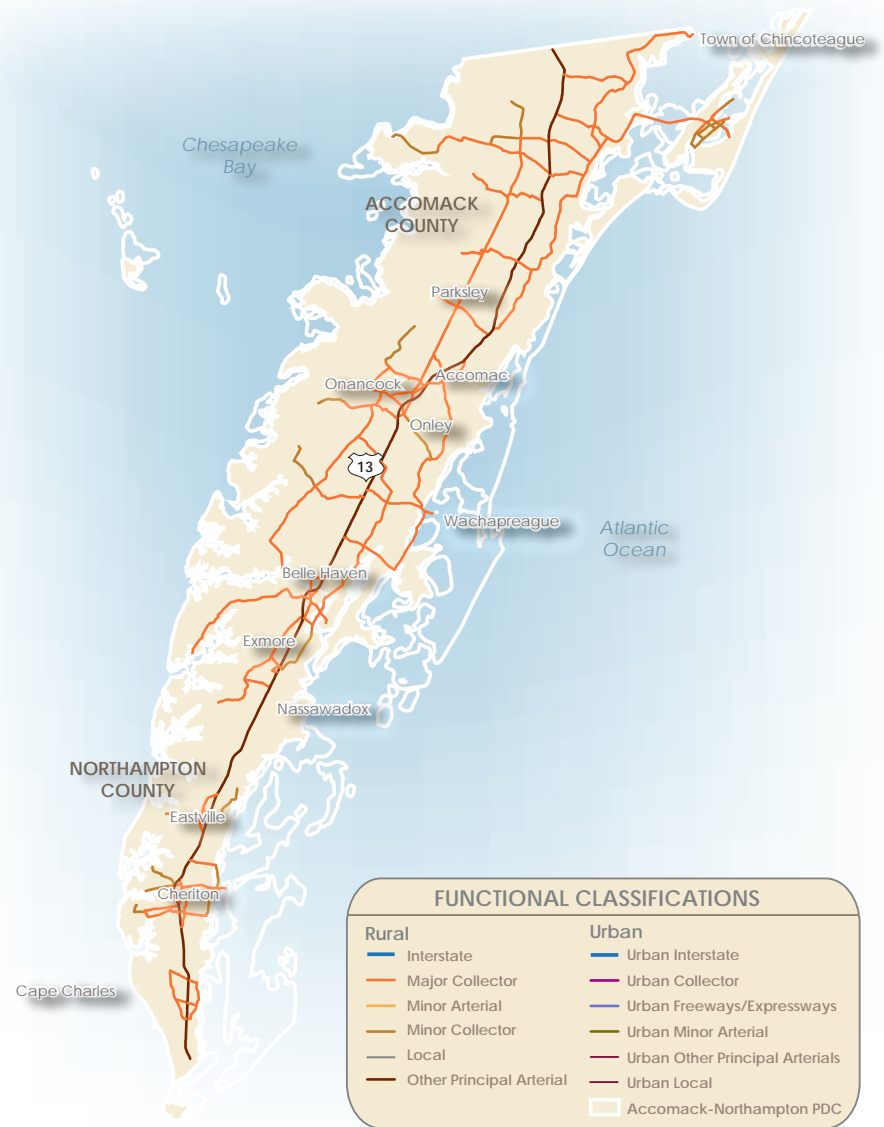 Town of Chincoteague
Chesapeake
Bay
ACCOMACK
COUNTY
Parksley
Accomac
Onancock
Onley
13
Wachapreague
Atlantic
Ocean
Belle Haven
Exmore
Nassawadox
NORTHAMPTON
COUNTY
Eastville
Cheriton
Cape Charles
FUNCTIONAL CLASSIFICATIONS
Rural
Interstate
Major Collector
Minor Arterial
Minor Collector
Local
Other Principal Arterial
Urban
Urban Interstate
Urban Collector
Urban Freeways/Expressways
Urban Minor Arterial
Urban Other Principal Arterials
Urban Local
Accomack-Northampton PDC